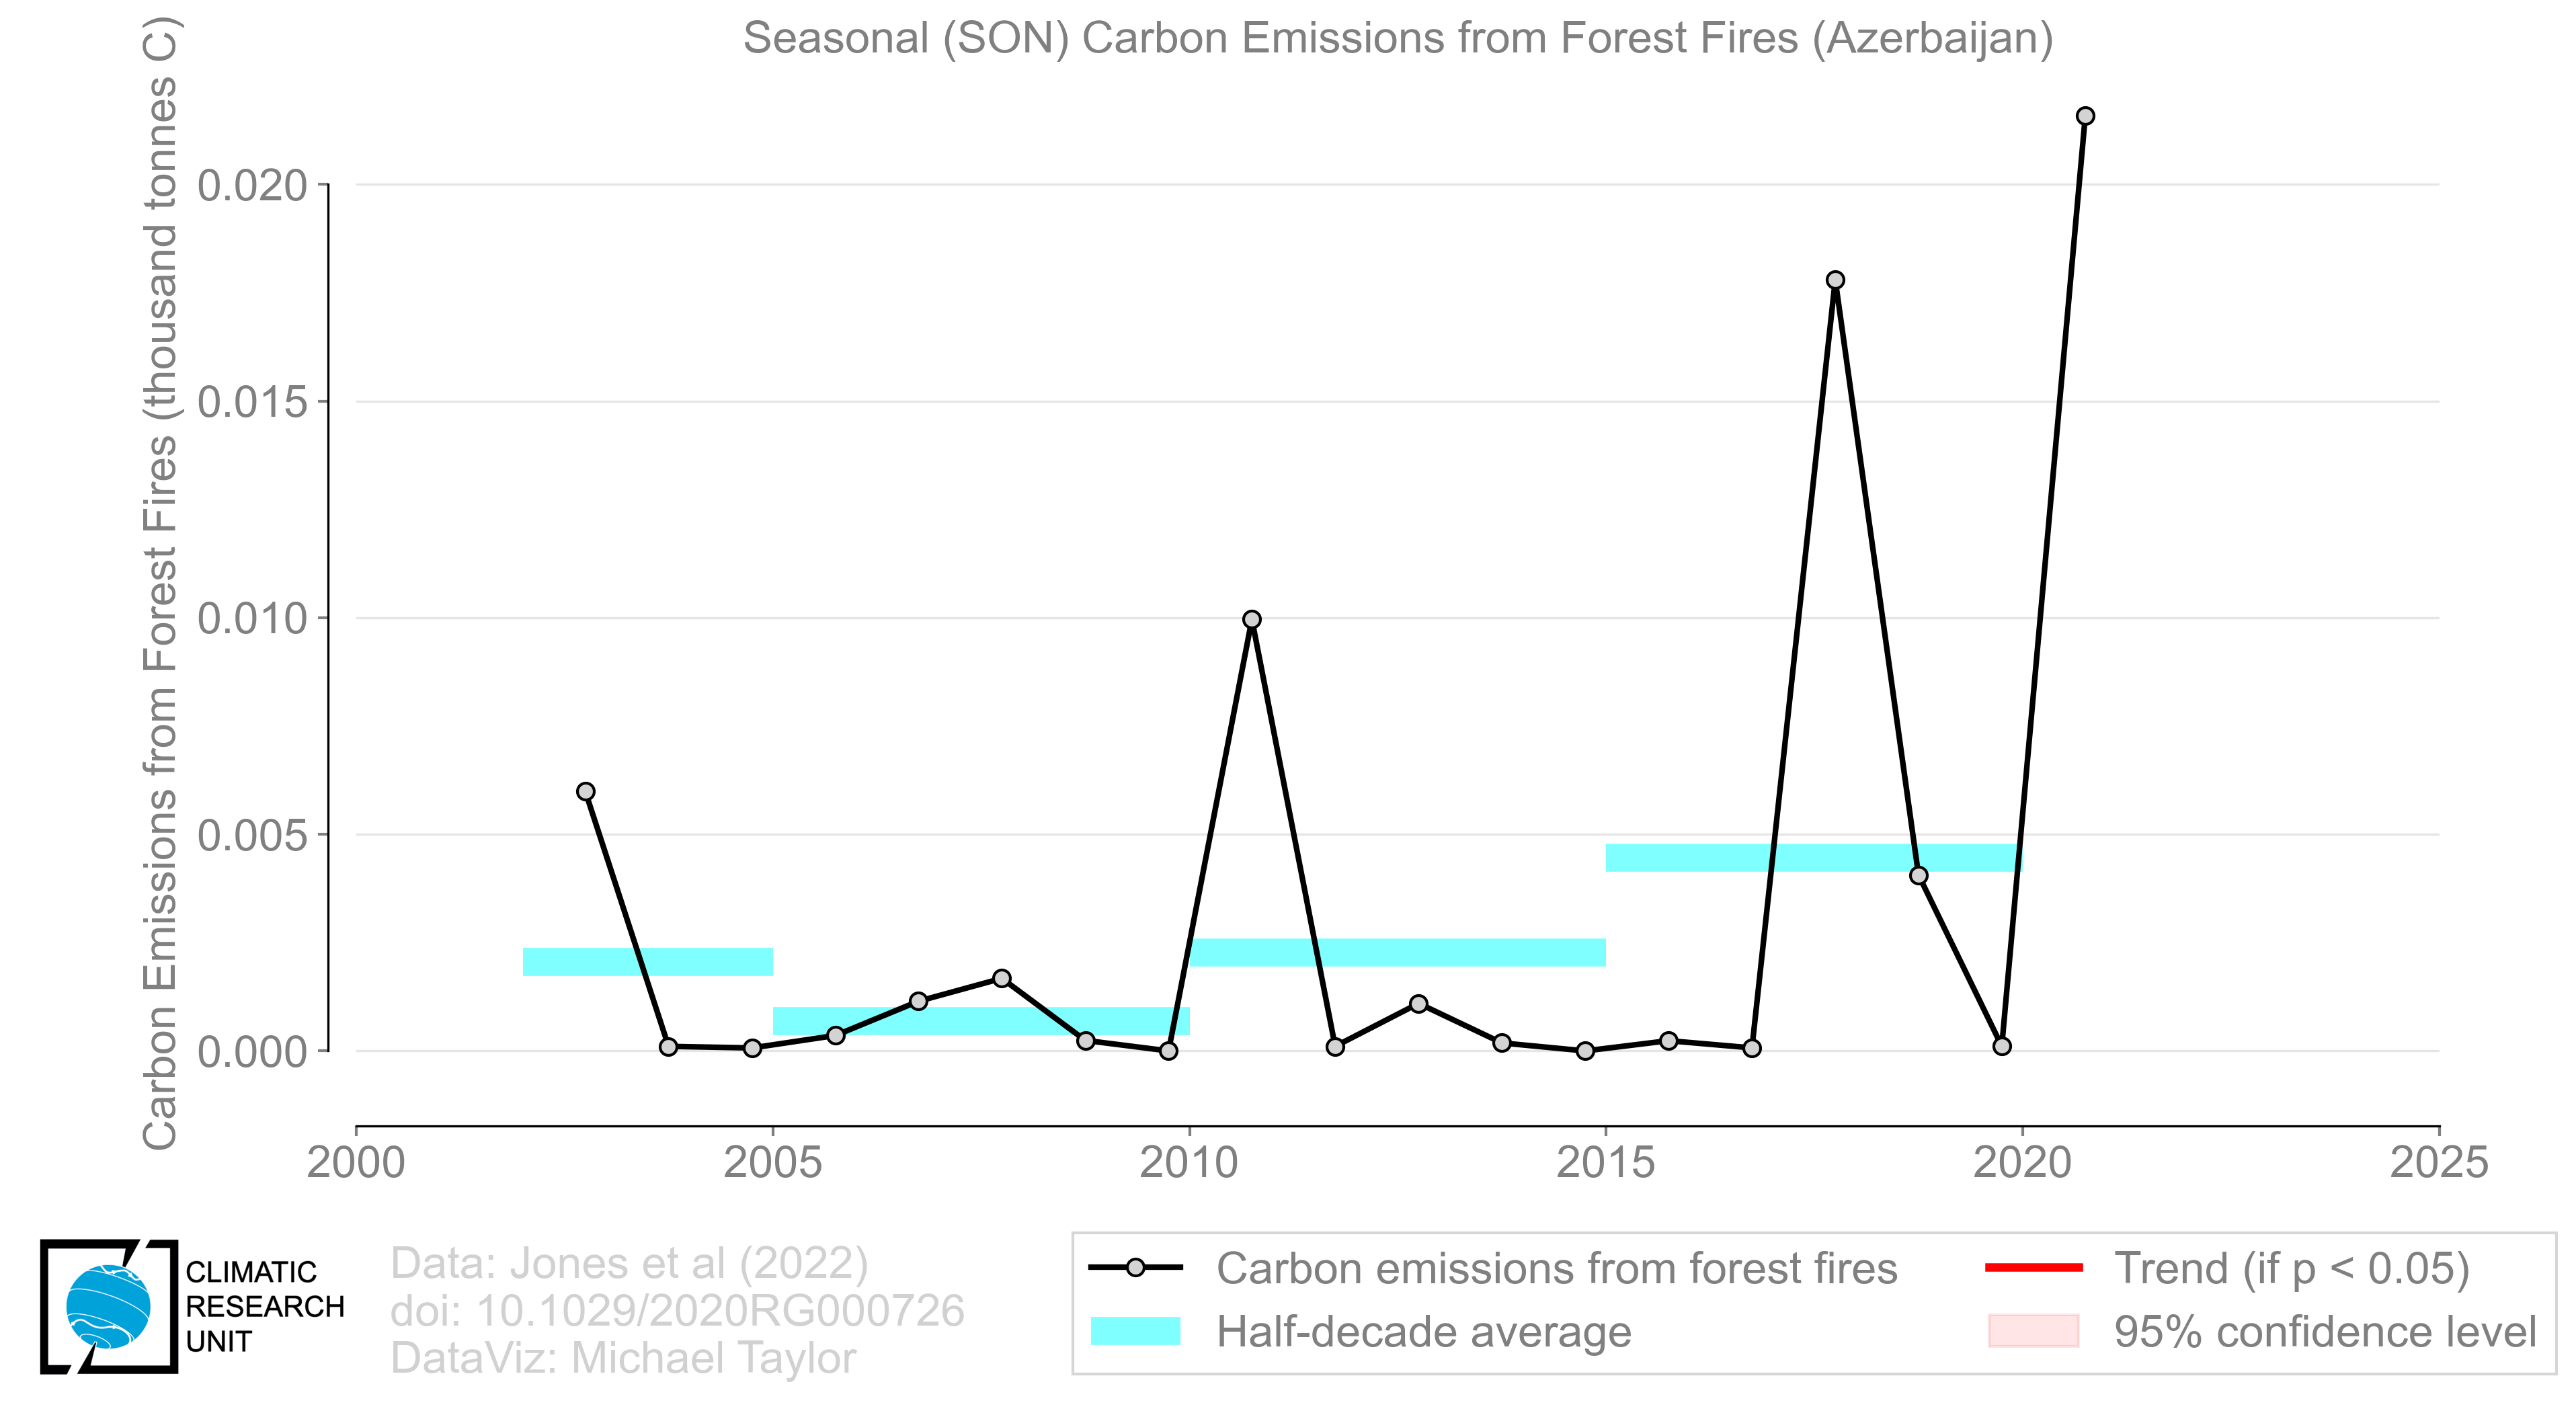 Seasonal (SON) Carbon Emissions from Forest Fires (Azerbaijan)
Carbon Emissions from Forest Fires (thousand tonnes C)
0.020
0.015
0.010
0.005
0.000
2000
2005
2010
2015
2020
2025
CLIMATIC
RESEARCH
UNIT
Data: Jones et al (2022)
doi: 10.1029/2020RG000726
DataViz: Michael Taylor
Carbon emissions from forest fires
Half-decade average
Trend (if p < 0.05)
95% confidence level